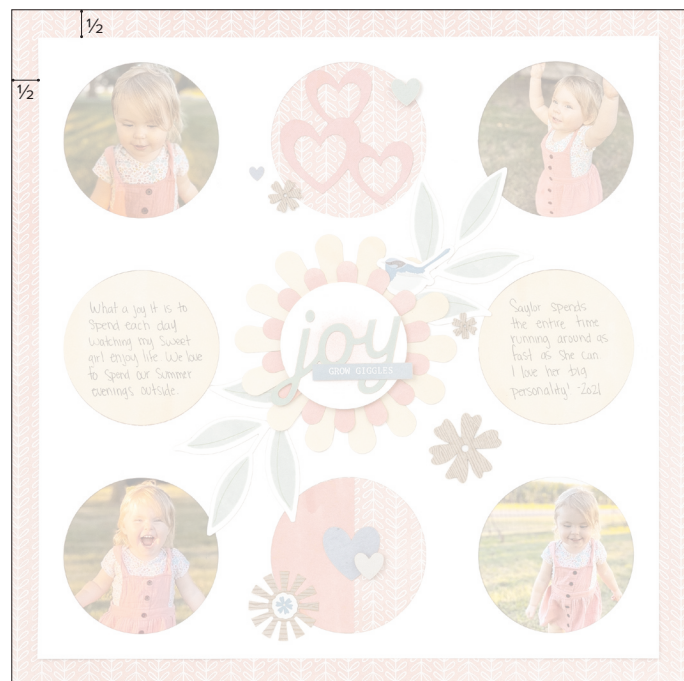 ½
½
What a joy it is to
spend each day
watching my sweet
girl enjoy life. We love
to spend our summer
evenings outside.
joy
GROW GIGGLES
Saylor spends
the entire time
running around as
fast as she can.
I love her big
personality! -2021